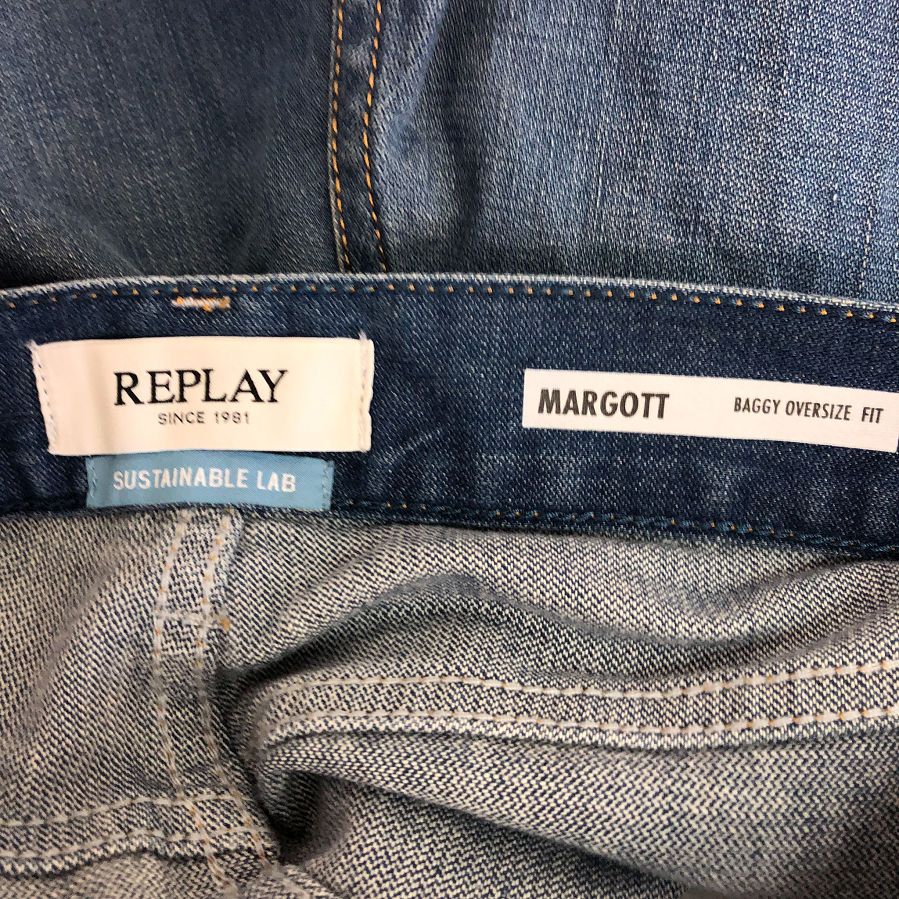 REPLAY
SINCE 1981
SUSTAINABLE LAB
MARGOTT BAGGY OVERSIZE FIT